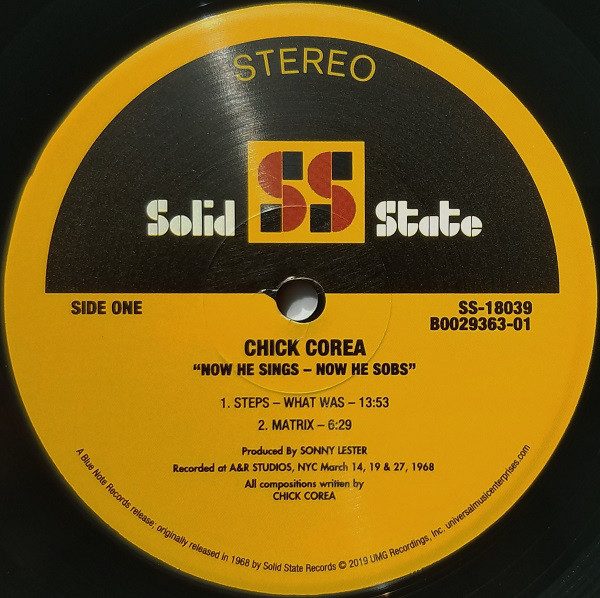 STEREO
Solid SS State
SIDE ONE
SS-18039
B0029363-01
CHICK COREA
“NOW HE SINGS – NOW HE SOBS”
1. STEPS – WHAT WAS – 13:53
2. MATRIX – 6:29
Produced By SONNY LESTER
Recorded at A&R STUDIOS, NYC March 14, 19 & 27, 1968
All compositions written by
CHICK COREA
A Blue Note Records release; originally released in 1968 by Solid State Records © 2019 UMG Recordings, Inc. universalmusicenterprises.com